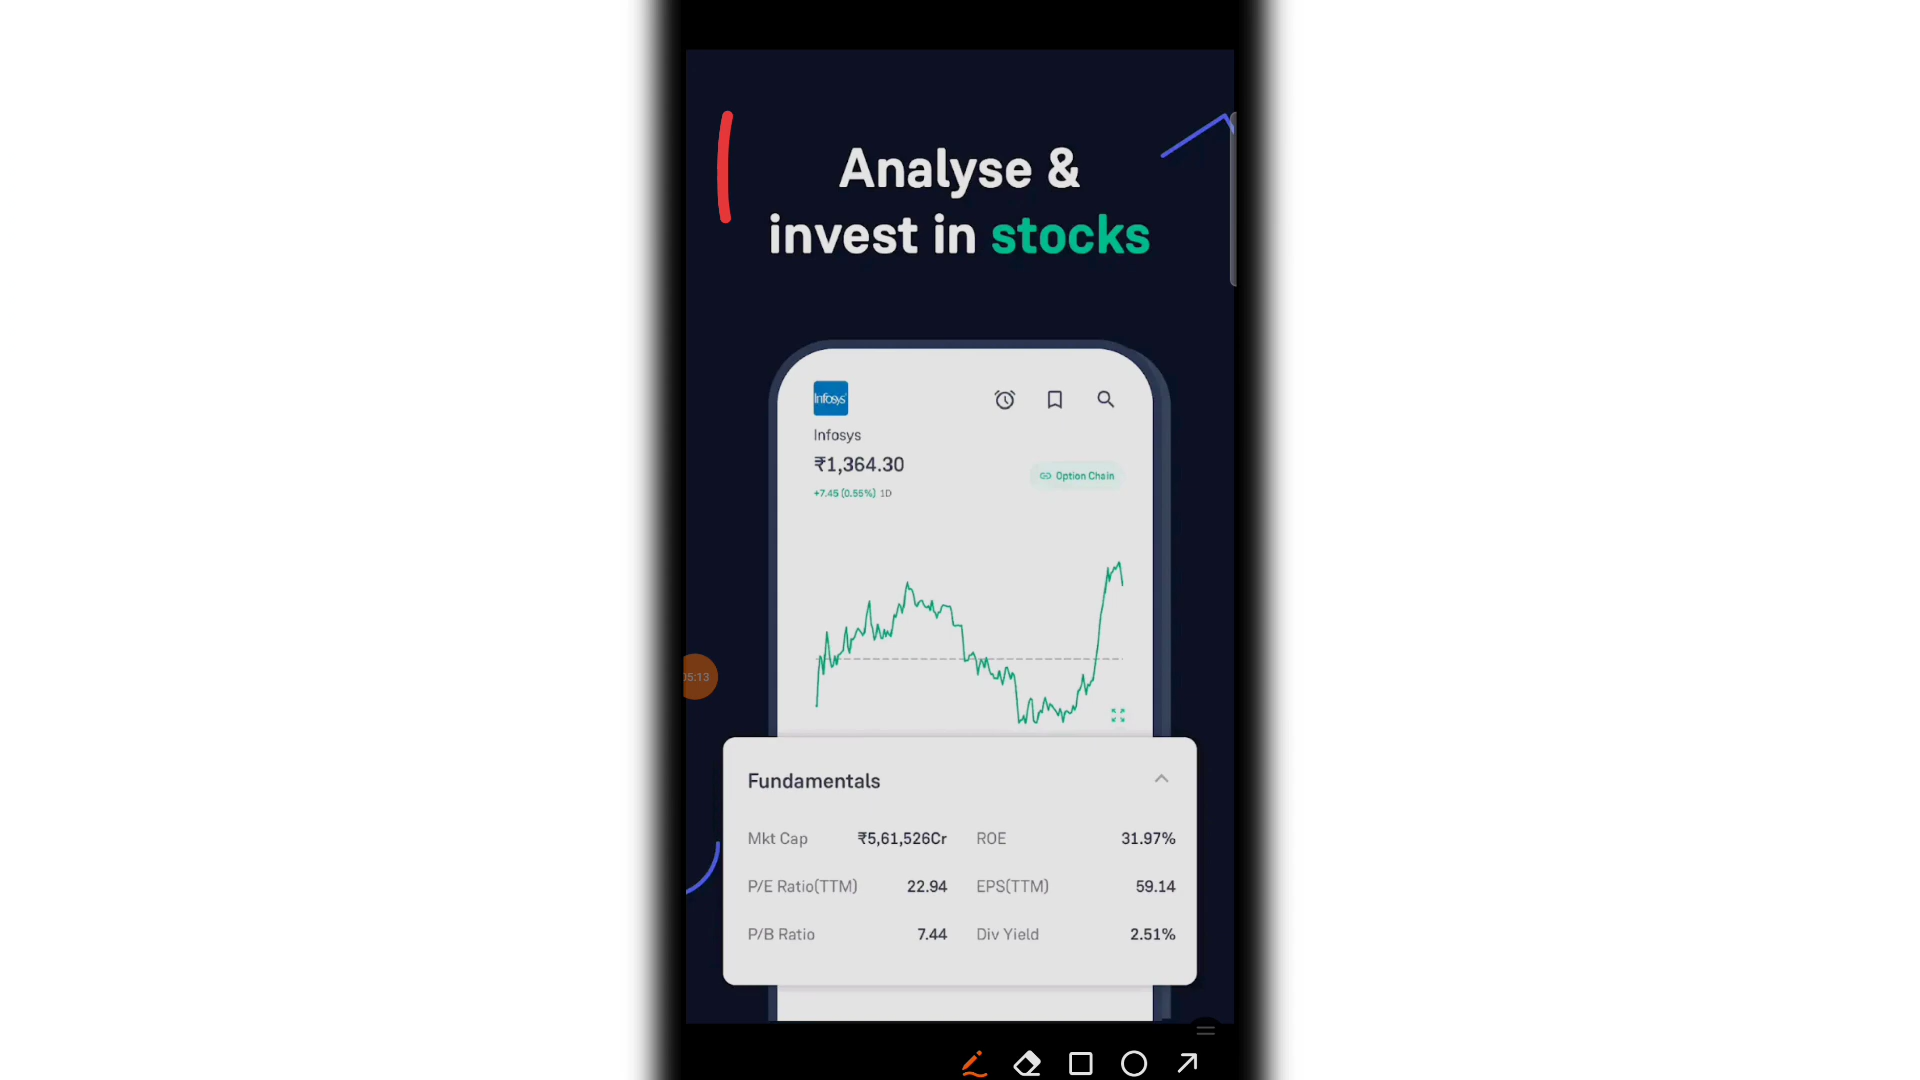 Analyse &
invest in stocks
Infosys
Infosys
₹1,364.30
+7.45 (0.55%) 1D
Option Chain
05:13
Fundamentals
Mkt Cap ₹5,61,526Cr ROE 31.97%
P/E Ratio(TTM) 22.94 EPS(TTM) 59.14
P/B Ratio 7.44 Div Yield 2.51%